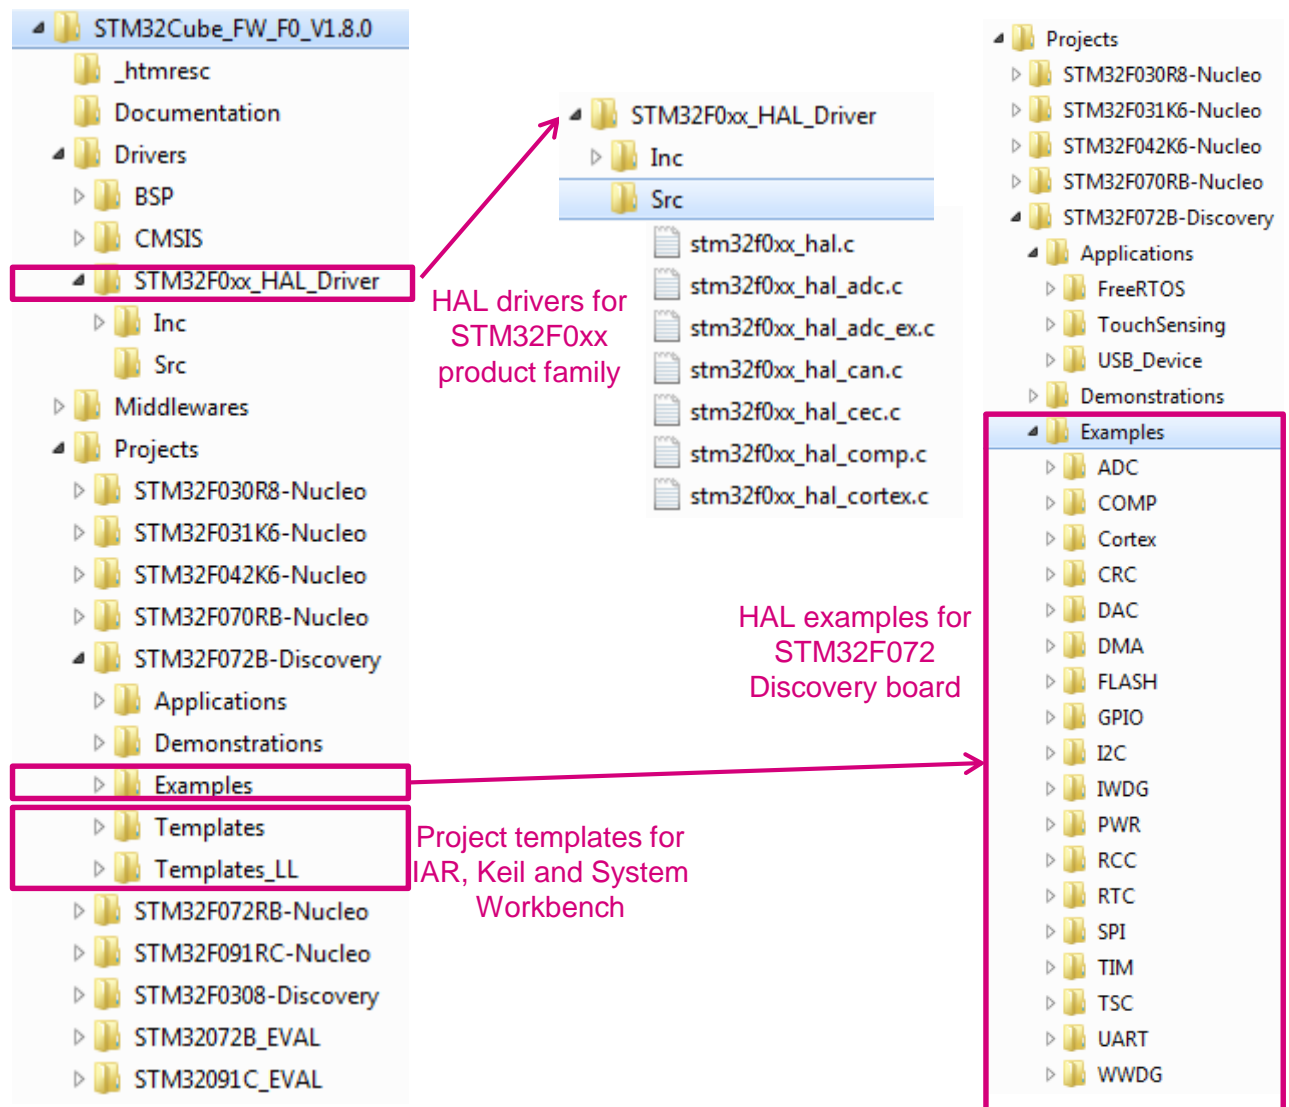 STM32Cube_FW_F0_V1.8.0
_htmresc
Documentation
Drivers
BSP
CMSIS
STM32F0xx_HAL_Driver
Inc
Src
Middlewares
Projects
STM32F030R8-Nucleo
STM32F031K6-Nucleo
STM32F042K6-Nucleo
STM32F070RB-Nucleo
STM32F072B-Discovery
Applications
Demonstrations
Examples
Templates
Templates_LL
STM32F072RB-Nucleo
STM32F091RC-Nucleo
STM32F0308-Discovery
STM32072B_EVAL
STM32091C_EVAL
STM32F0xx_HAL_Driver
Inc
Src
stm32f0xx_hal.c
stm32f0xx_hal_adc.c
stm32f0xx_hal_adc_ex.c
stm32f0xx_hal_can.c
stm32f0xx_hal_cec.c
stm32f0xx_hal_comp.c
stm32f0xx_hal_cortex.c
HAL drivers for
STM32F0xx
product family
HAL examples for
STM32F072
Discovery board
Project templates for
IAR, Keil and System
Workbench
Projects
STM32F030R8-Nucleo
STM32F031K6-Nucleo
STM32F042K6-Nucleo
STM32F070RB-Nucleo
STM32F072B-Discovery
Applications
FreeRTOS
TouchSensing
USB_Device
Demonstrations
Examples
ADC
COMP
Cortex
CRC
DAC
DMA
FLASH
GPIO
I2C
IWDG
PWR
RCC
RTC
SPI
TIM
TSC
UART
WWDG